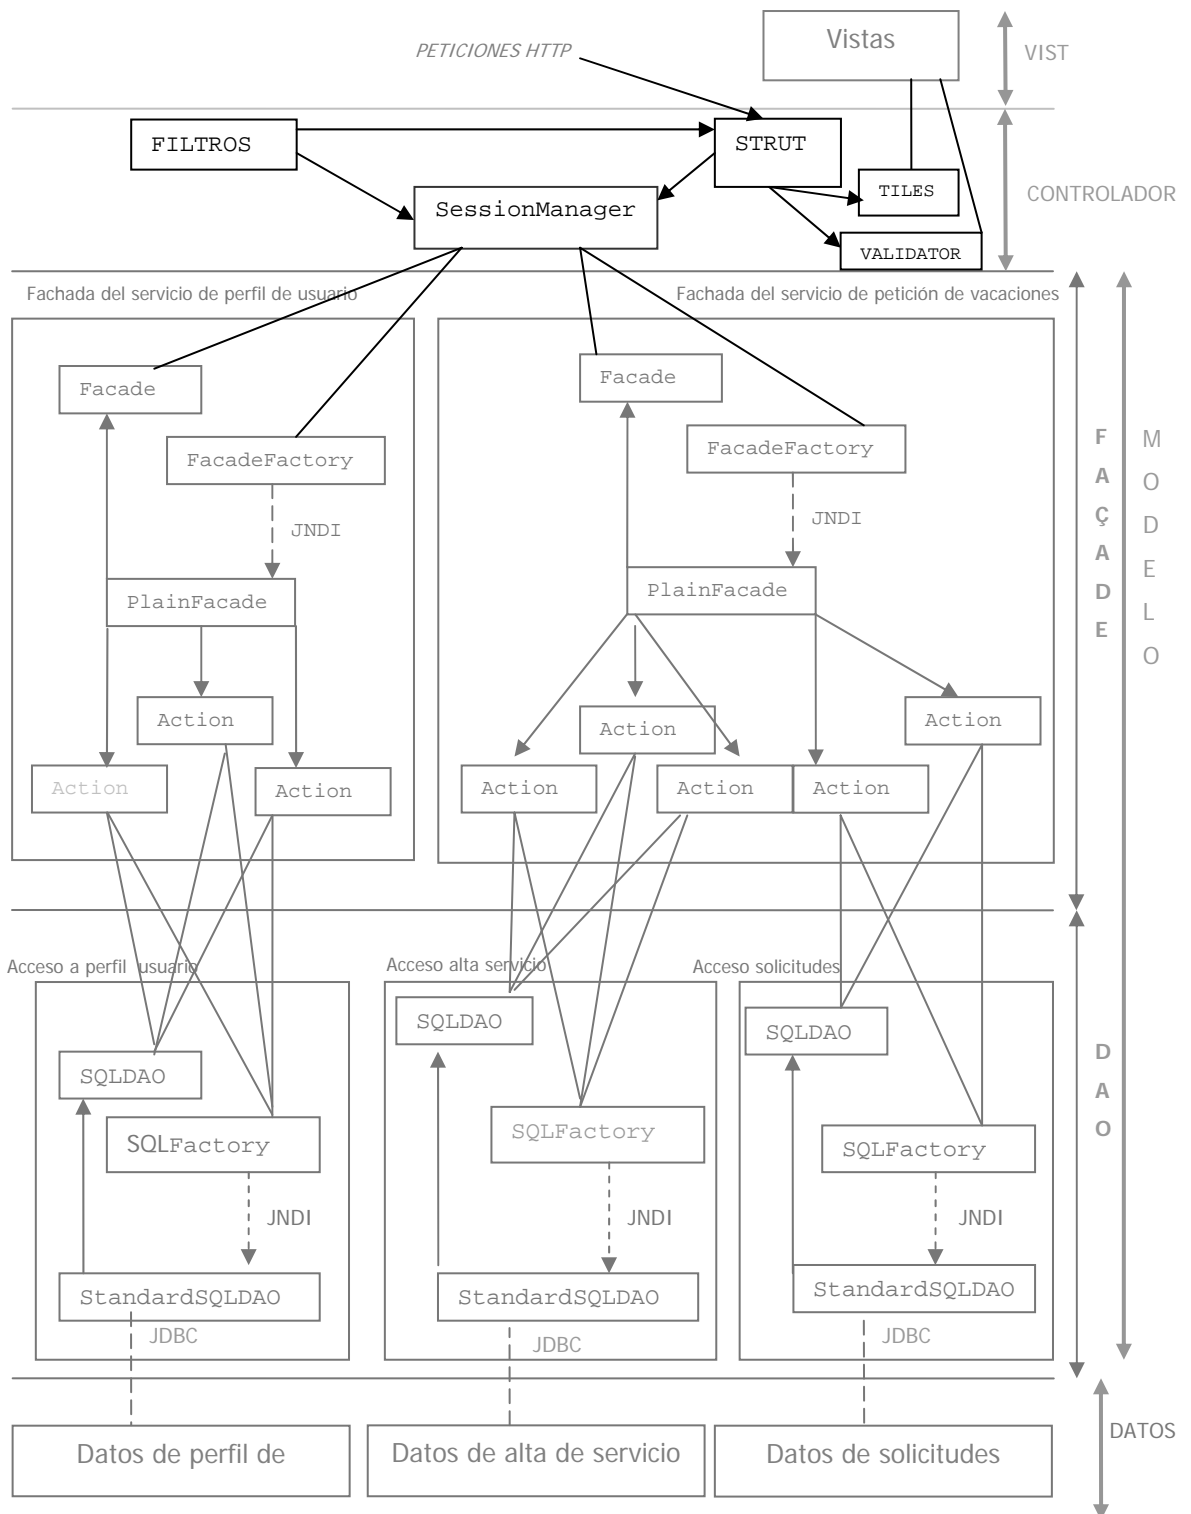 Vistas
PETICIONES HTTP
VIST
FILTROS
STRUT
TILES
CONTROLADOR
SessionManager
VALIDATOR
Fachada del servicio de perfil de usuario
Fachada del servicio de petición de vacaciones
Facade
Facade
FacadeFactory
FacadeFactory
JNDI
JNDI
PlainFacade
PlainFacade
FAÇADE
MODELO
Action
Action
Action
Action
Action
Action
Action
Action
Acceso a perfil usuario
Acceso alta servicio
Acceso solicitudes
SQLDAO
SQLDAO
SQLDAO
SQLFactory
SQLFactory
SQLFactory
DAO
JNDI
JNDI
JNDI
StandardSQLDAO
StandardSQLDAO
StandardSQLDAO
JDBC
JDBC
JDBC
Datos de perfil de
Datos de alta de servicio
Datos de solicitudes
DATOS